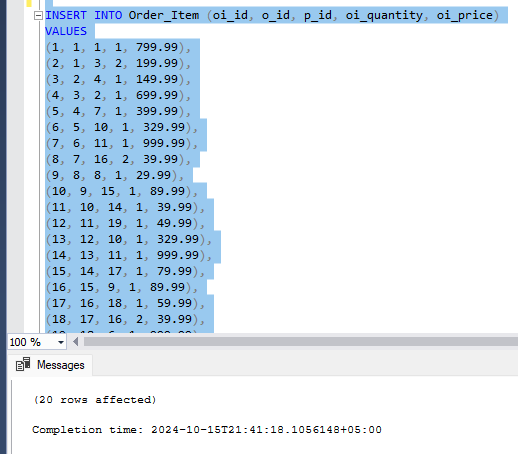 INSERT INTO Order_Item (oi_id, o_id, p_id, oi_quantity, oi_price)
VALUES
(1, 1, 1, 1, 799.99),
(2, 1, 3, 2, 199.99),
(3, 2, 4, 1, 149.99),
(4, 3, 2, 1, 699.99),
(5, 4, 7, 1, 399.99),
(6, 5, 10, 1, 329.99),
(7, 6, 11, 1, 999.99),
(8, 7, 16, 2, 39.99),
(9, 8, 8, 1, 29.99),
(10, 9, 15, 1, 89.99),
(11, 10, 14, 1, 39.99),
(12, 11, 19, 1, 49.99),
(13, 12, 10, 1, 329.99),
(14, 13, 11, 1, 999.99),
(15, 14, 17, 1, 79.99),
(16, 15, 9, 1, 89.99),
(17, 16, 18, 1, 59.99),
(18, 17, 16, 2, 39.99),
100 %
Messages
(20 rows affected)
Completion time: 2024-10-15T21:41:18.1056148+05:00